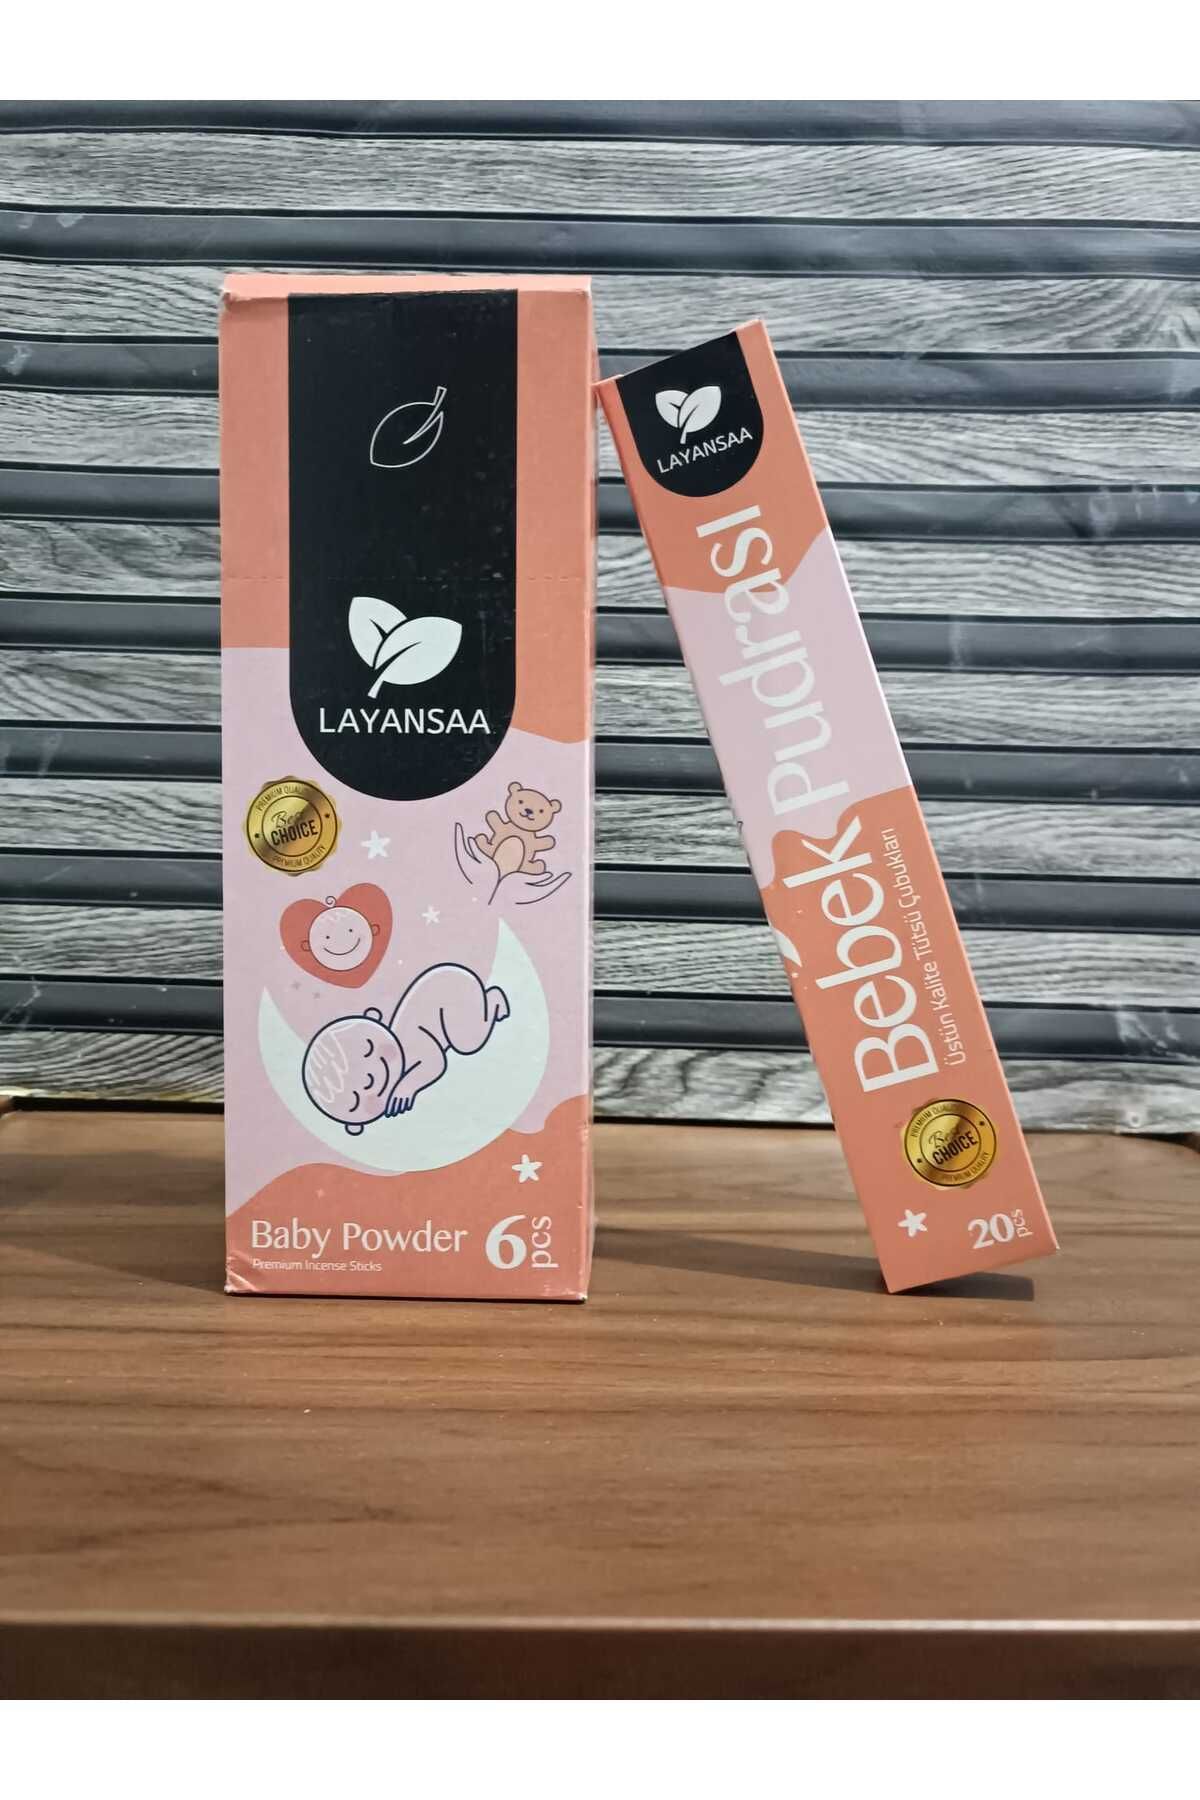 LAYANSAA
PREMIUM QUALITY
Best
CHOICE
PREMIUM QUALITY
Baby Powder
Premium Incense Sticks
6 pcs
LAYANSAA
Bebek Pudrası
Üstün Kalite Tütsü Çubukları
PREMIUM QUALITY
Best
CHOICE
PREMIUM QUALITY
20 pcs